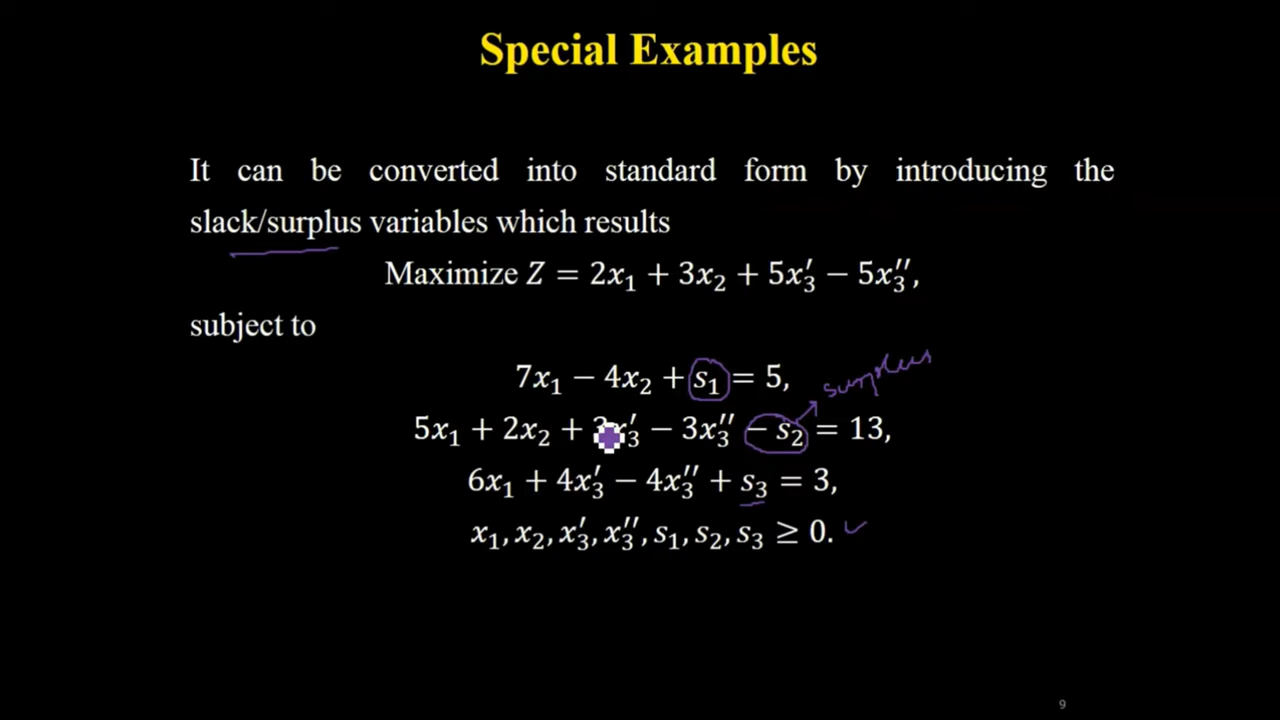 Special Examples
It can be converted into standard form by introducing the
slack/surplus variables which results
Maximize Z = 2x₁ + 3x₂ + 5x₃′ − 5x₃″,
subject to
7x₁ − 4x₂ + s₁ = 5,
surplus
5x₁ + 2x₂ + 3x₃′ − 3x₃″ − s₂ = 13,
6x₁ + 4x₃′ − 4x₃″ + s₃ = 3,
x₁, x₂, x₃′, x₃″, s₁, s₂, s₃ ≥ 0.
9